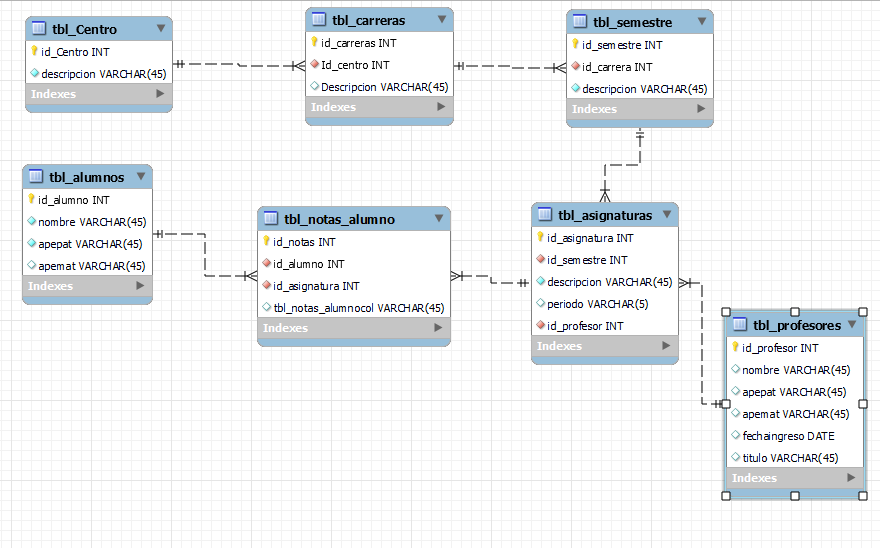 tbl_Centro
id_Centro INT
descripcion VARCHAR(45)
Indexes
tbl_carreras
id_carreras INT
Id_centro INT
Descripcion VARCHAR(45)
Indexes
tbl_semestre
id_semestre INT
id_carrera INT
descripcion VARCHAR(45)
Indexes
tbl_alumnos
id_alumno INT
nombre VARCHAR(45)
apepat VARCHAR(45)
apemat VARCHAR(45)
Indexes
tbl_notas_alumno
id_notas INT
id_alumno INT
id_asignatura INT
tbl_notas_alumnocol VARCHAR(45)
Indexes
tbl_asignaturas
id_asignatura INT
id_semestre INT
descripcion VARCHAR(45)
periodo VARCHAR(5)
id_profesor INT
Indexes
tbl_profesores
id_profesor INT
nombre VARCHAR(45)
apepat VARCHAR(45)
apemat VARCHAR(45)
fechaingreso DATE
titulo VARCHAR(45)
Indexes